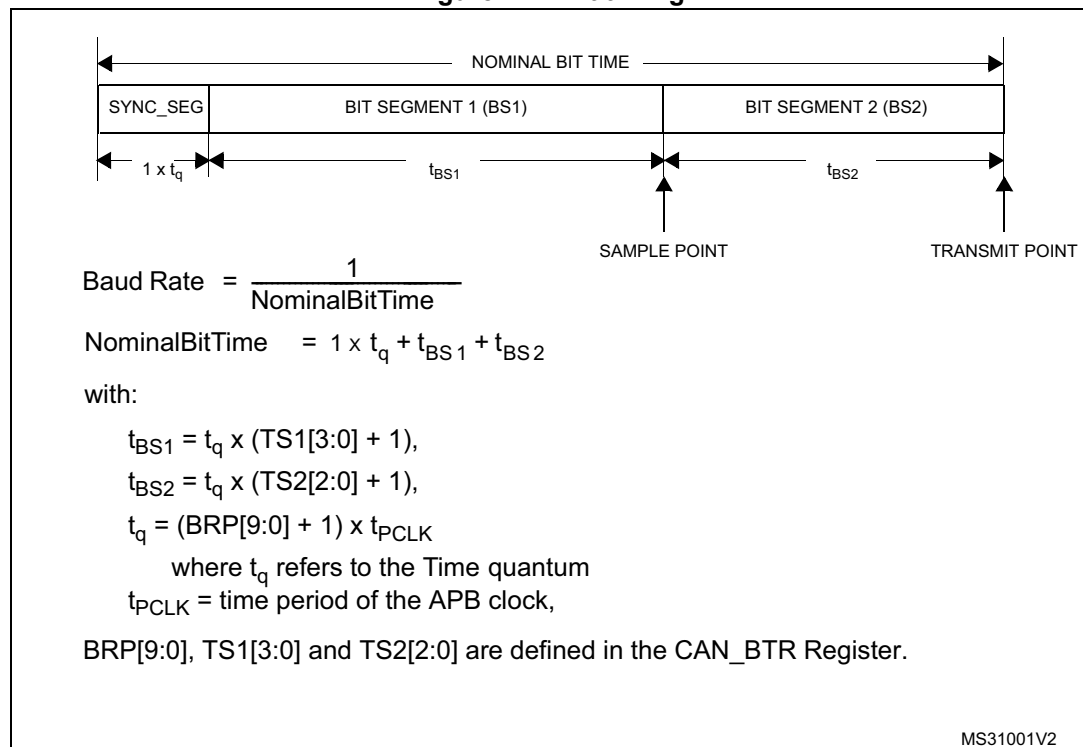 NOMINAL BIT TIME
SYNC_SEG BIT SEGMENT 1 (BS1) BIT SEGMENT 2 (BS2)
1 x tq tBS1 tBS2
SAMPLE POINT TRANSMIT POINT
Baud Rate = 1
NominalBitTime
NominalBitTime = 1 × tq + tBS1 + tBS2
with:
tBS1 = tq x (TS1[3:0] + 1),
tBS2 = tq x (TS2[2:0] + 1),
tq = (BRP[9:0] + 1) x tPCLK
where tq refers to the Time quantum
tPCLK = time period of the APB clock,
BRP[9:0], TS1[3:0] and TS2[2:0] are defined in the CAN_BTR Register.
MS31001V2